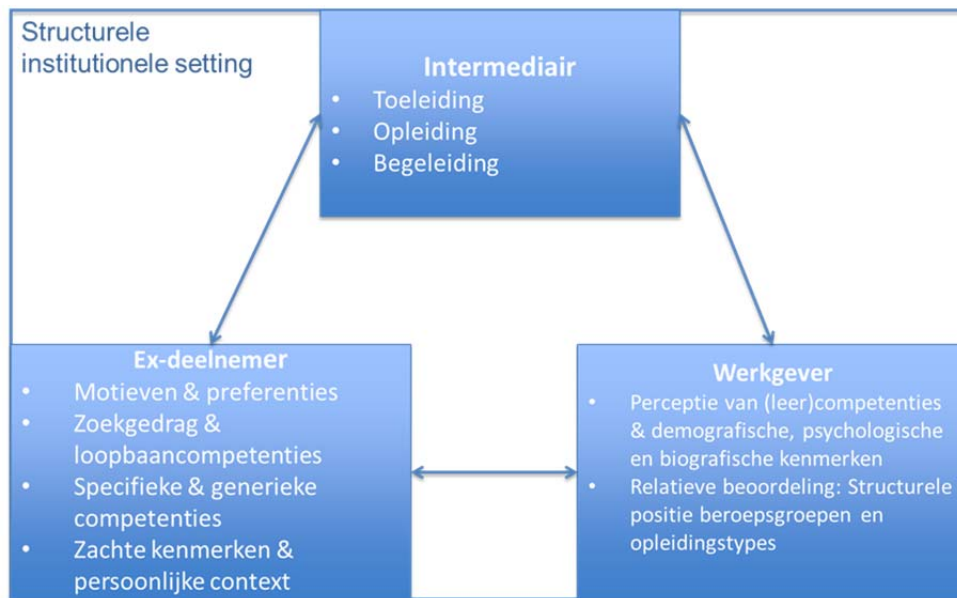 Structurele
institutionele setting
Intermediair
• Toeleiding
• Opleiding
• Begeleiding
Ex-deelnemer
• Motieven & preferenties
• Zoekgedrag &
loopbaancompetenties
• Specifieke & generieke
competenties
• Zachte kenmerken &
persoonlijke context
Werkgever
• Perceptie van (leer)competenties
& demografische, psychologische
en biografische kenmerken
• Relatieve beoordeling: Structurele
positie beroepsgroepen en
opleidingstypes